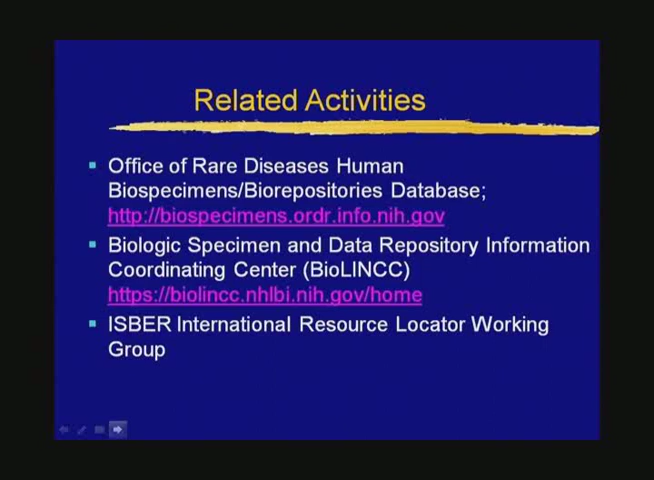 Related Activities
Office of Rare Diseases Human
Biospecimens/Biorepositories Database;
http://biospecimens.ordr.info.nih.gov
Biologic Specimen and Data Repository Information
Coordinating Center (BioLINCC)
https://biolincc.nhlbi.nih.gov/home
ISBER International Resource Locator Working
Group